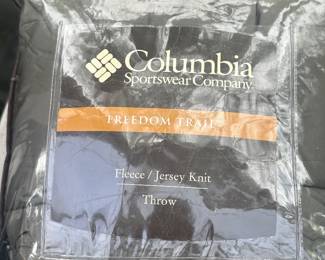 Columbia
Sportswear Company
FREEDOM TRAIL
Fleece / Jersey Knit
Throw